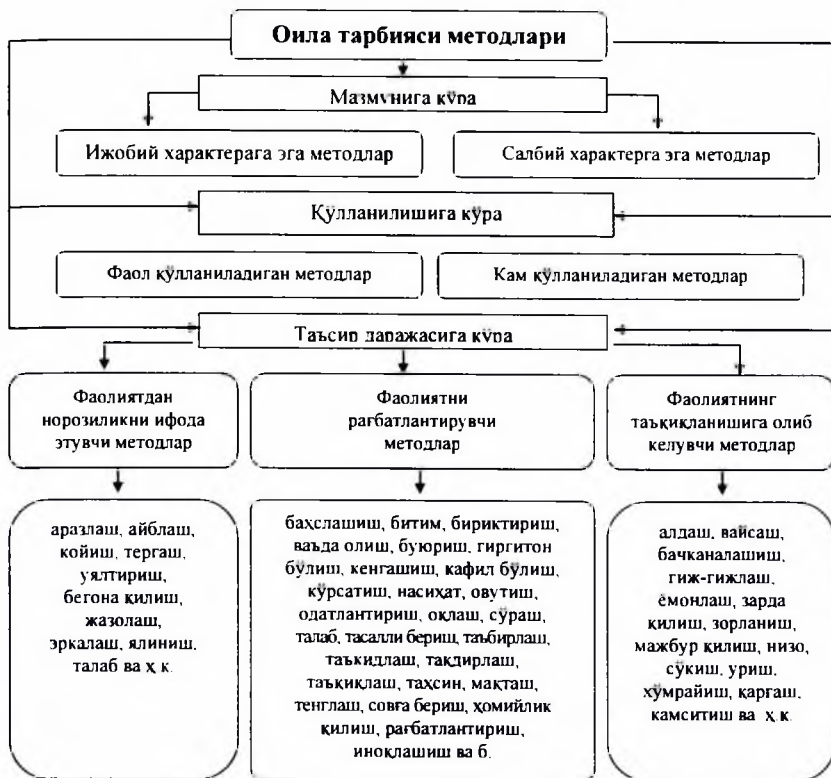 Оила тарбияси методлари
Мазмунига кўра
Ижобий характерага эга методлар
Салбий характерга эга методлар
Қўлланилишига кўра
Фаол қўлланиладиган методлар
Кам қўлланиладиган методлар
Таъсир даражасига кўра
Фаолиятдан
норозиликни ифода
этувчи методлар
Фаолиятни
рағбатлантирувчи
методлар
Фаолиятнинг
таъқиқланишига олиб
келувчи методлар
аразлаш, айблаш,
койиш, тергаш,
уялтириш,
бегона қилиш,
жазолаш,
эркалаш, ялиниш,
талаб ва ҳ к.
баҳслашиш, битим, бириктириш,
ваъда олиш, буюриш, гиргитон
бўлиш, кенгашиш, кафил бўлиш,
кўрсатиш, насиҳат, овутиш,
одатлантириш, оқлаш, сўраш,
талаб, тасалли бериш, таъбирлаш,
таъкидлаш, тақдирлаш,
таъқиқлаш, таҳсин, мақташ,
тенглаш, совға бериш, ҳомийлик
қилиш, рағбатлантириш,
иноқлашиш ва б.
алдаш, вайсаш,
бачканалашиш,
гиж-гижлаш,
ёмонлаш, зарда
қилиш, зорланиш,
мажбур қилиш, низо,
сўкиш, уриш,
хўмрайиш, қарғаш,
камситиш ва ҳ к.